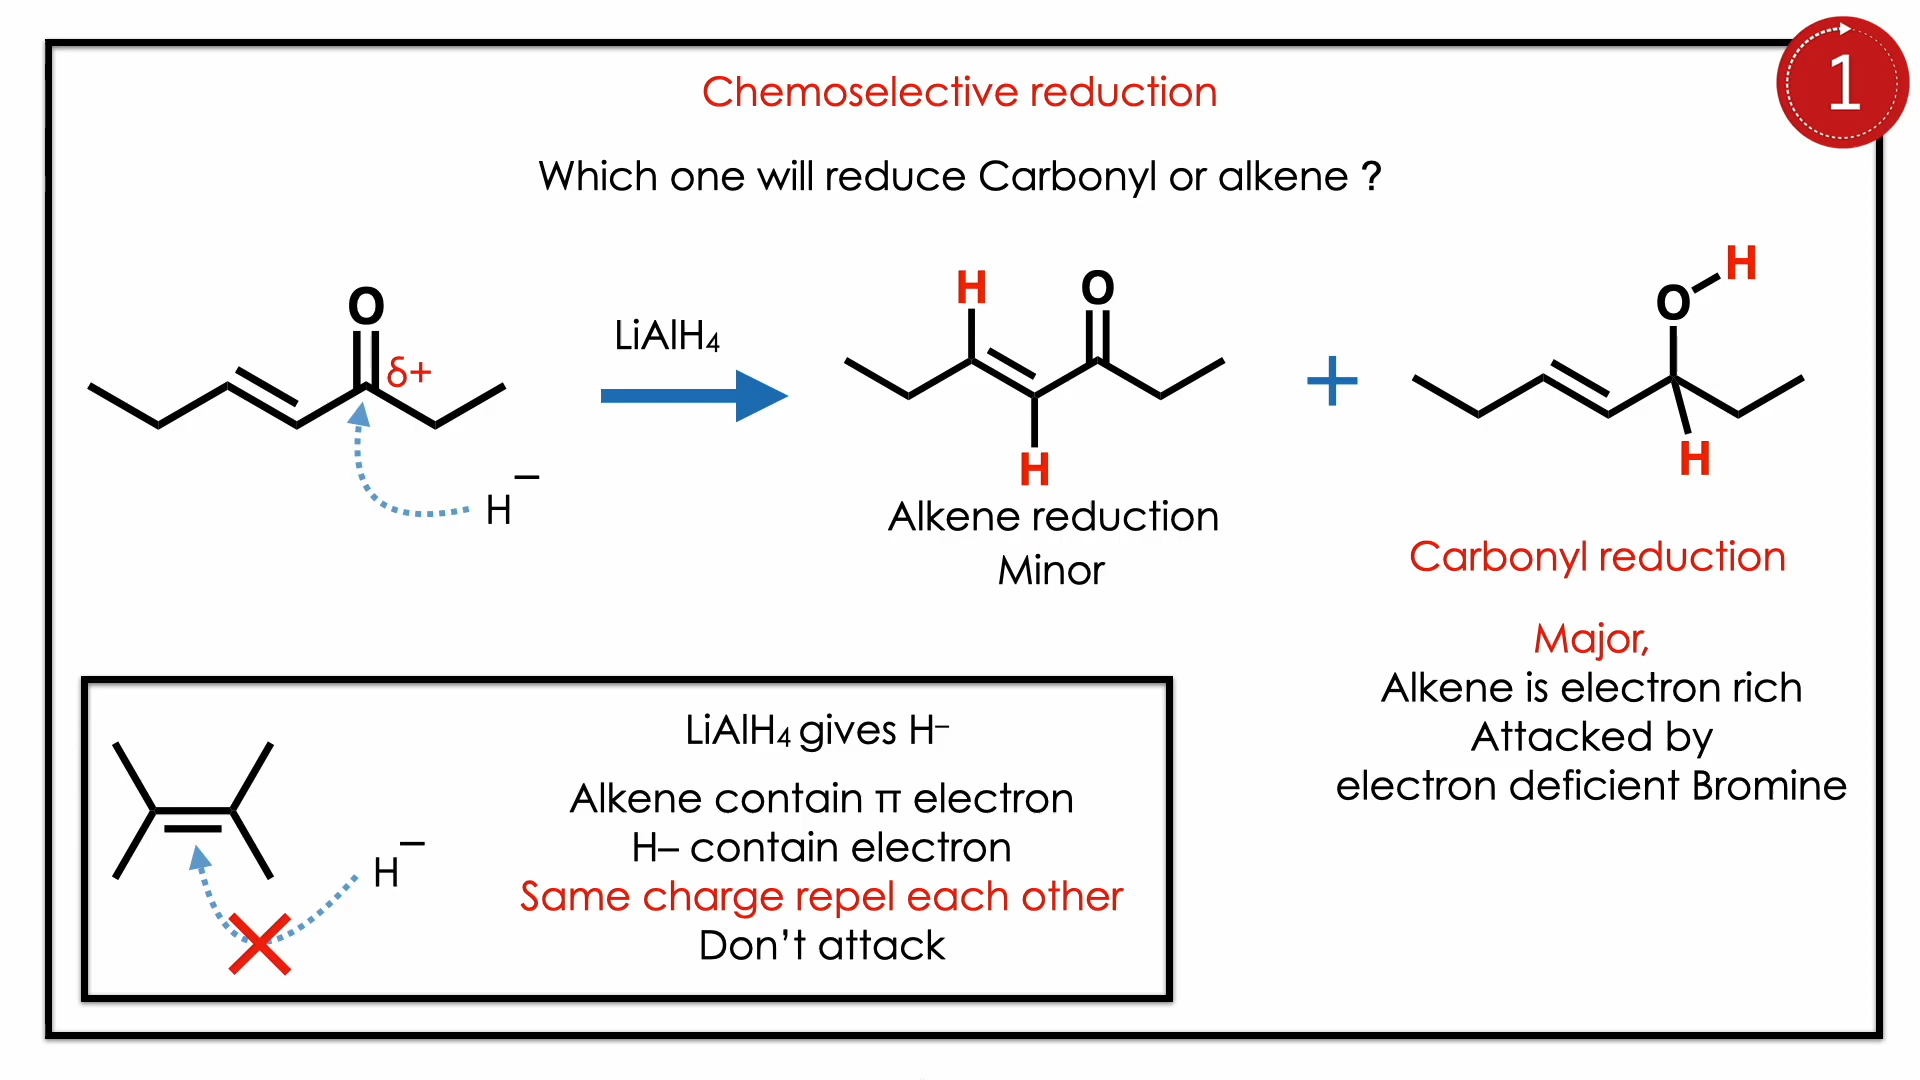 1
Chemoselective reduction
Which one will reduce Carbonyl or alkene ?
O
δ+
H–
LiAlH₄
H
O
H
Alkene reduction
Minor
+
O
H
H
Carbonyl reduction
Major,
Alkene is electron rich
Attacked by
electron deficient Bromine
H–
LiAlH₄ gives H⁻
Alkene contain π electron
H– contain electron
Same charge repel each other
Don’t attack